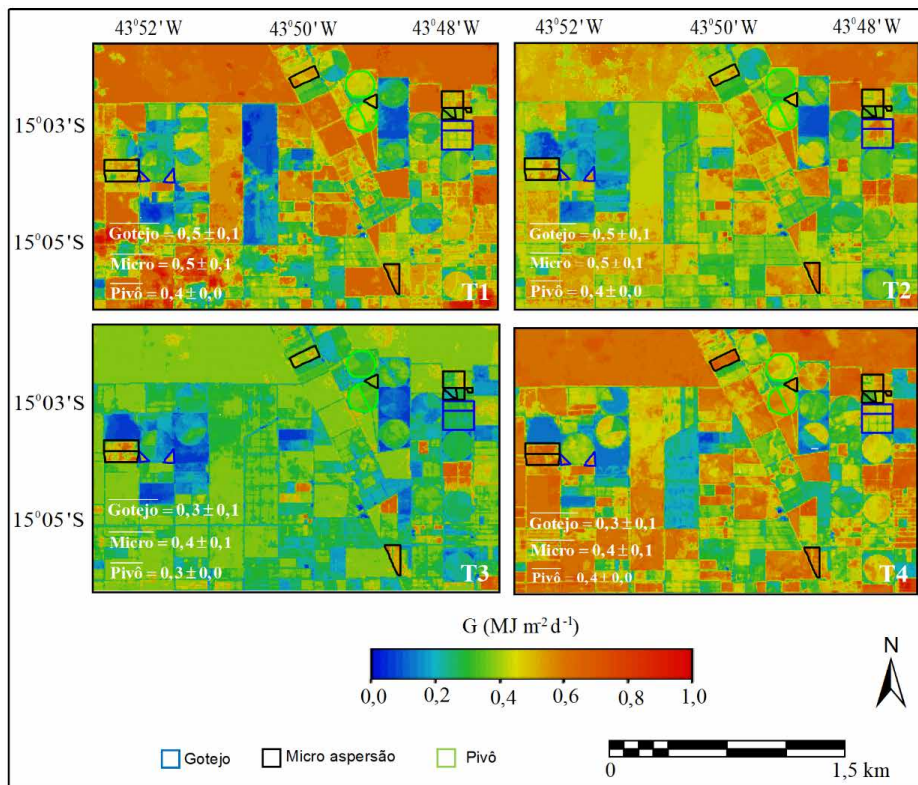 43°52'W 43°50'W 43°48'W 43°52'W 43°50'W 43°48'W
15°03'S
15°05'S
Gotejo = 0,5 ± 0,1
Micro = 0,5 ± 0,1
Pivô = 0,4 ± 0,0
T1
Gotejo = 0,5 ± 0,1
Micro = 0,5 ± 0,1
Pivô = 0,4 ± 0,0
T2
15°03'S
15°05'S
Gotejo = 0,3 ± 0,1
Micro = 0,4 ± 0,1
Pivô = 0,3 ± 0,0
T3
Gotejo = 0,3 ± 0,1
Micro = 0,4 ± 0,1
Pivô = 0,4 ± 0,0
T4
G (MJ m² d⁻¹)
0,0 0,2 0,4 0,6 0,8 1,0
N
Gotejo Micro aspersão Pivô
0 1,5 km